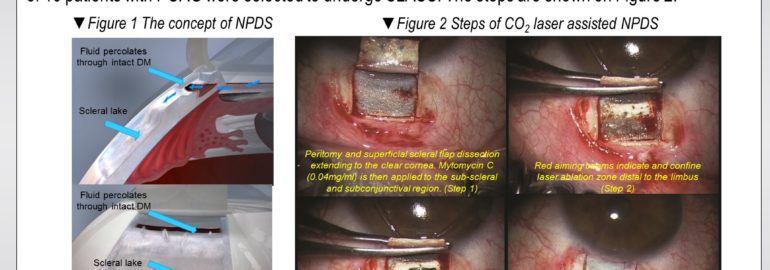 ▼Figure 1 The concept of NPDS
▼Figure 2 Steps of CO2 laser assisted NPDS
Fluid percolates
through intact DM
Scleral lake
Peritomy and superficial scleral flap dissection
extending to the clear cornea. Mytomycin C
(0.04mg/ml) is then applied to the sub-scleral
and subconjunctival region. (Step 1)
Red aiming beams indicate and confine
laser ablation zone distal to the limbus
(Step 2)
Fluid percolates
through intact DM
Scleral lake